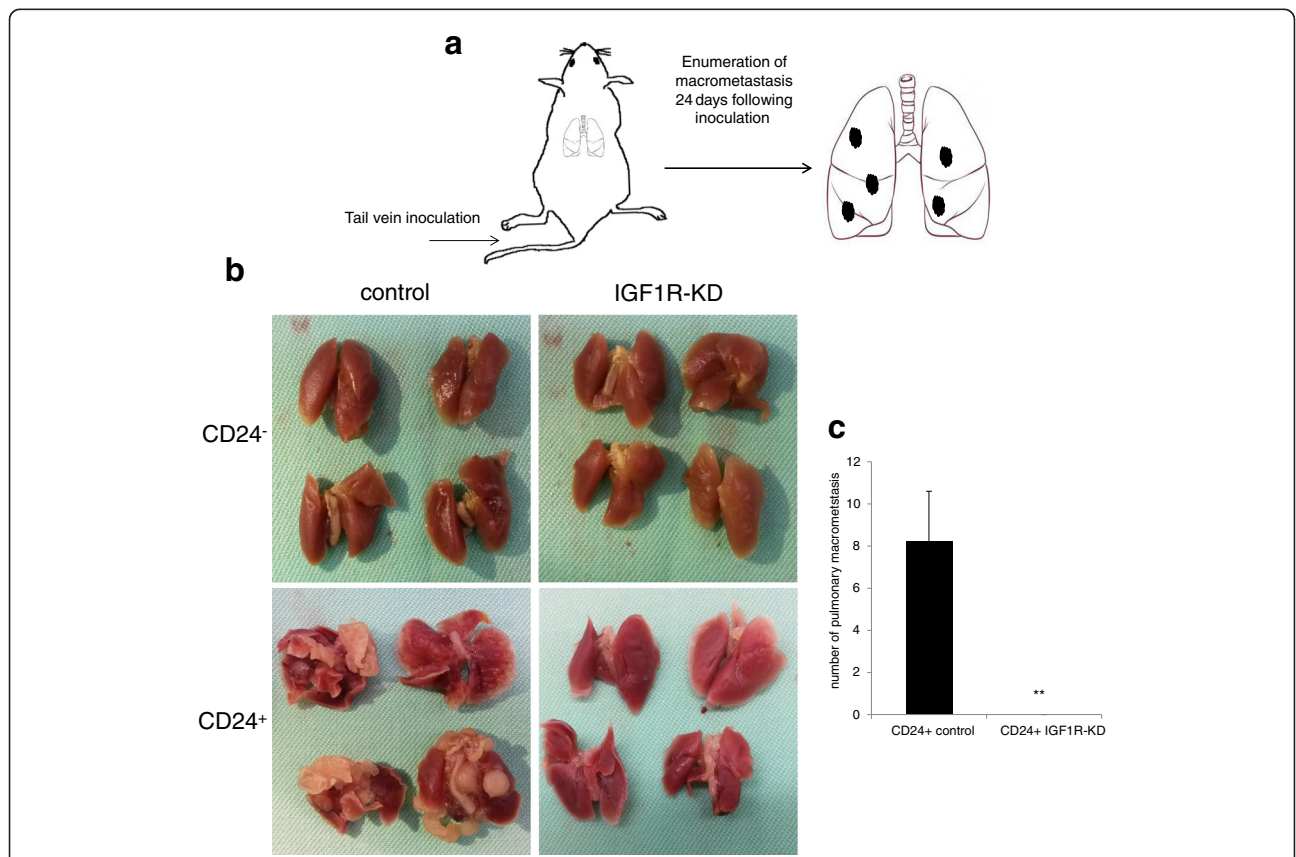 a
Enumeration of
macrometastasis
24 days following
inoculation
Tail vein inoculation
b
control
IGF1R-KD
CD24-
CD24+
c
number of pulmonary macrometstasis
12
10
8
6
4
2
0
**
CD24+ control
CD24+ IGF1R-KD